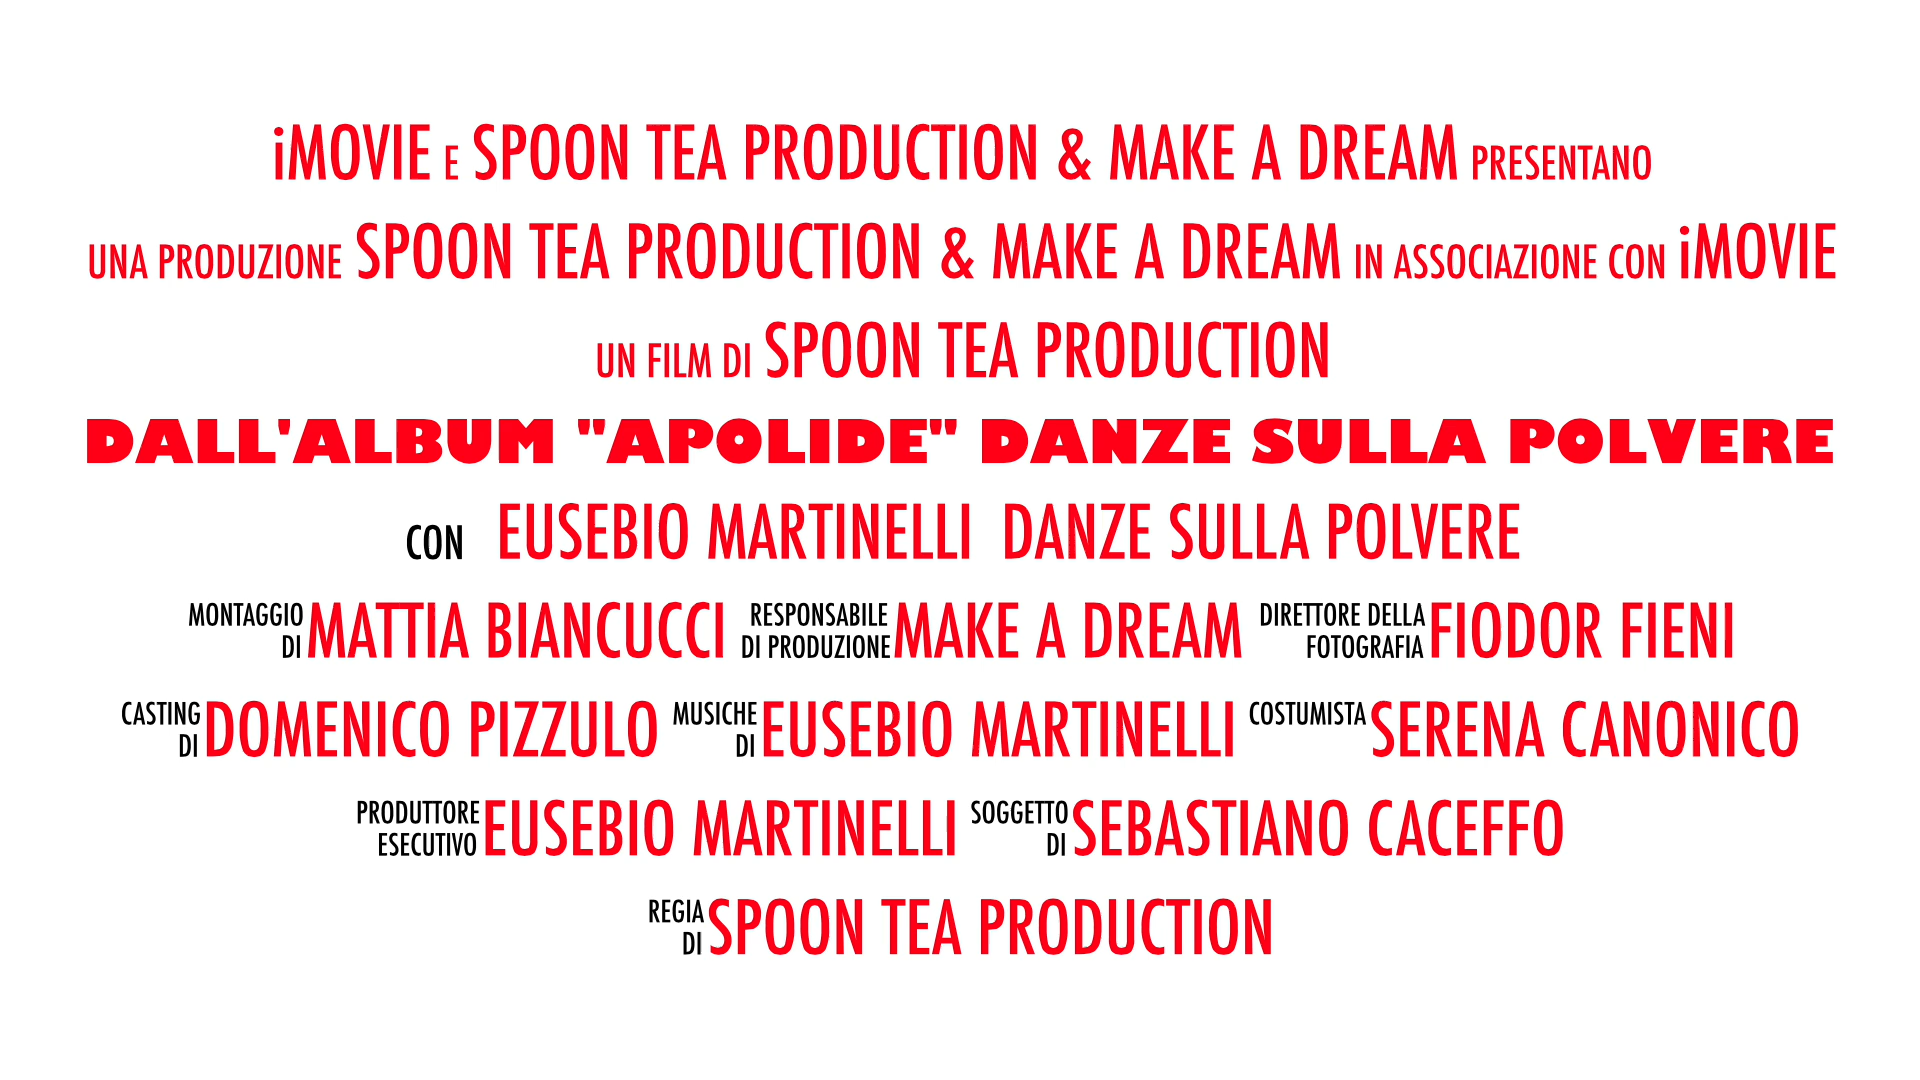 iMOVIE E SPOON TEA PRODUCTION & MAKE A DREAM PRESENTANO
UNA PRODUZIONE SPOON TEA PRODUCTION & MAKE A DREAM IN ASSOCIAZIONE CON iMOVIE
UN FILM DI SPOON TEA PRODUCTION
DALL'ALBUM "APOLIDE" DANZE SULLA POLVERE
CON EUSEBIO MARTINELLI DANZE SULLA POLVERE
MONTAGGIO DI MATTIA BIANCUCCI RESPONSABILE DI PRODUZIONE MAKE A DREAM DIRETTORE DELLA FOTOGRAFIA FIODOR FIENI
CASTING DI DOMENICO PIZZULO MUSICHE DI EUSEBIO MARTINELLI COSTUMISTA SERENA CANONICO
PRODUTTORE ESECUTIVO EUSEBIO MARTINELLI SOGGETTO DI SEBASTIANO CACEFFO
REGIA DI SPOON TEA PRODUCTION